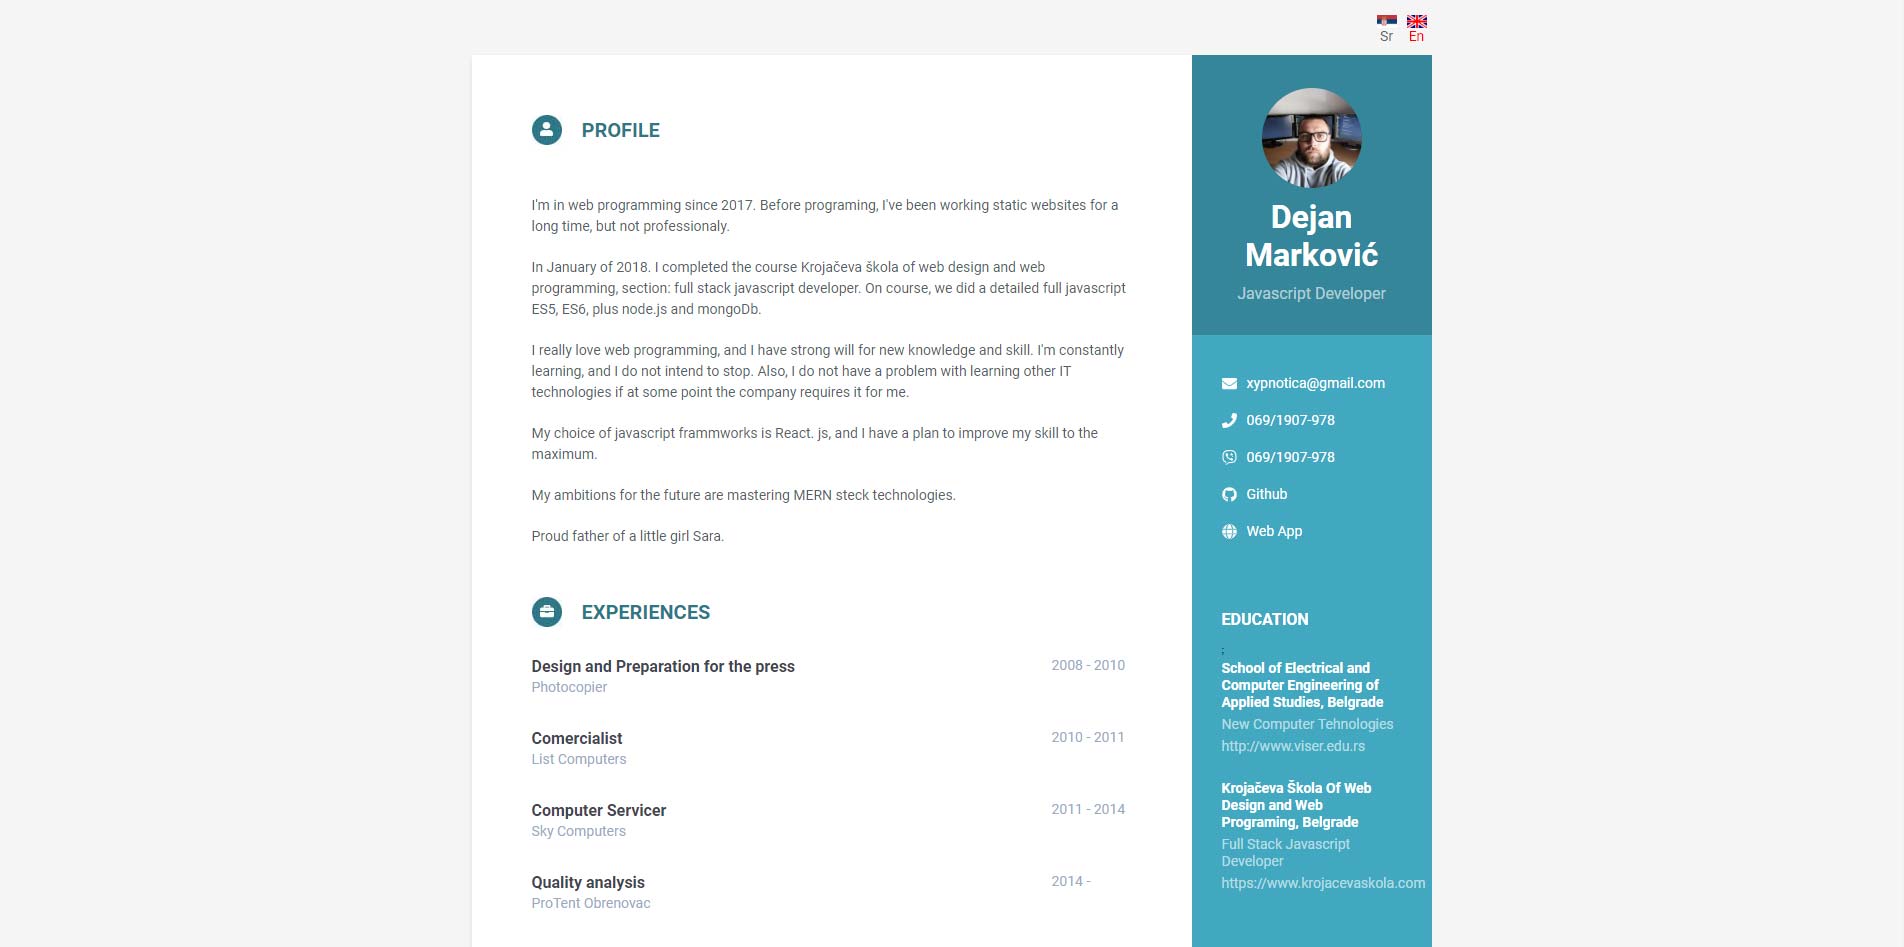 Sr En
PROFILE
I'm in web programming since 2017. Before programing, I've been working static websites for a
long time, but not professionaly.
In January of 2018. I completed the course Krojačeva škola of web design and web
programming, section: full stack javascript developer. On course, we did a detailed full javascript
ES5, ES6, plus node.js and mongoDb.
I really love web programming, and I have strong will for new knowledge and skill. I'm constantly
learning, and I do not intend to stop. Also, I do not have a problem with learning other IT
technologies if at some point the company requires it for me.
My choice of javascript frammworks is React. js, and I have a plan to improve my skill to the
maximum.
My ambitions for the future are mastering MERN steck technologies.
Proud father of a little girl Sara.
EXPERIENCES
Design and Preparation for the press 2008 - 2010
Photocopier
Comercialist 2010 - 2011
List Computers
Computer Servicer 2011 - 2014
Sky Computers
Quality analysis 2014 -
ProTent Obrenovac
Dejan
Marković
Javascript Developer
xypnotica@gmail.com
069/1907-978
069/1907-978
Github
Web App
EDUCATION
;
School of Electrical and
Computer Engineering of
Applied Studies, Belgrade
New Computer Tehnologies
http://www.viser.edu.rs
Krojačeva Škola Of Web
Design and Web
Programing, Belgrade
Full Stack Javascript
Developer
https://www.krojacevaskola.com